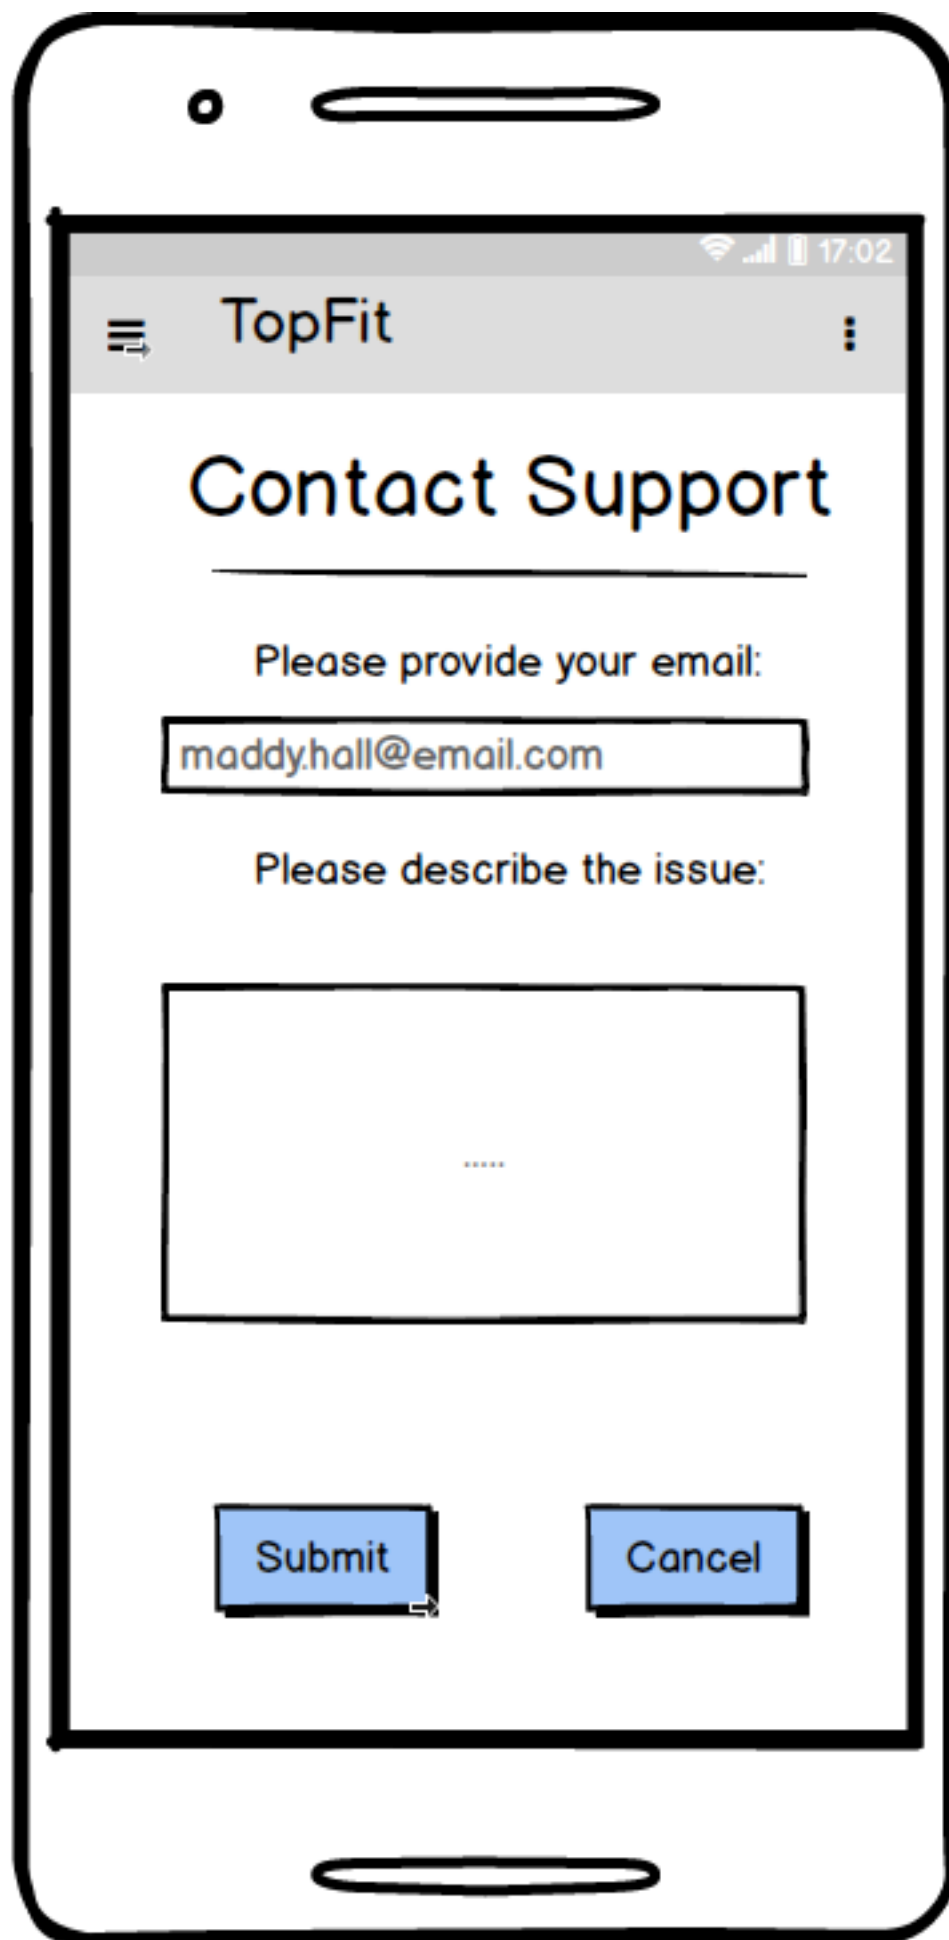 17:02
TopFit
Contact Support
Please provide your email:
maddy.hall@email.com
Please describe the issue:
.....
Submit
Cancel